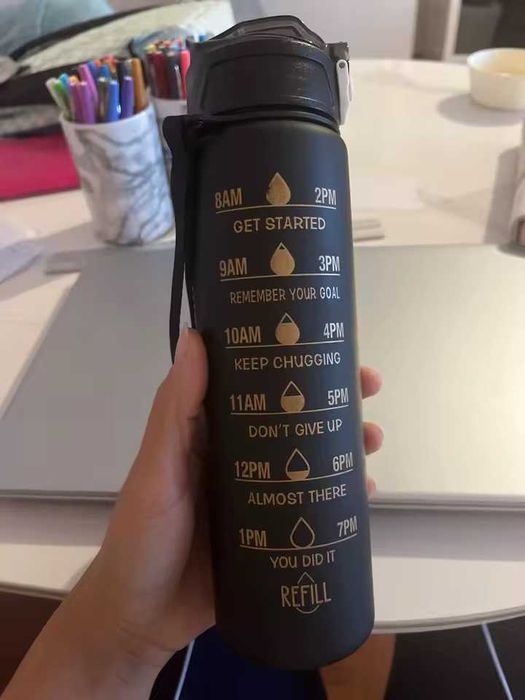 8AM 2PM
GET STARTED
9AM 3PM
REMEMBER YOUR GOAL
10AM 4PM
KEEP CHUGGING
11AM 5PM
DON'T GIVE UP
12PM 6PM
ALMOST THERE
1PM 7PM
YOU DID IT
REFILL